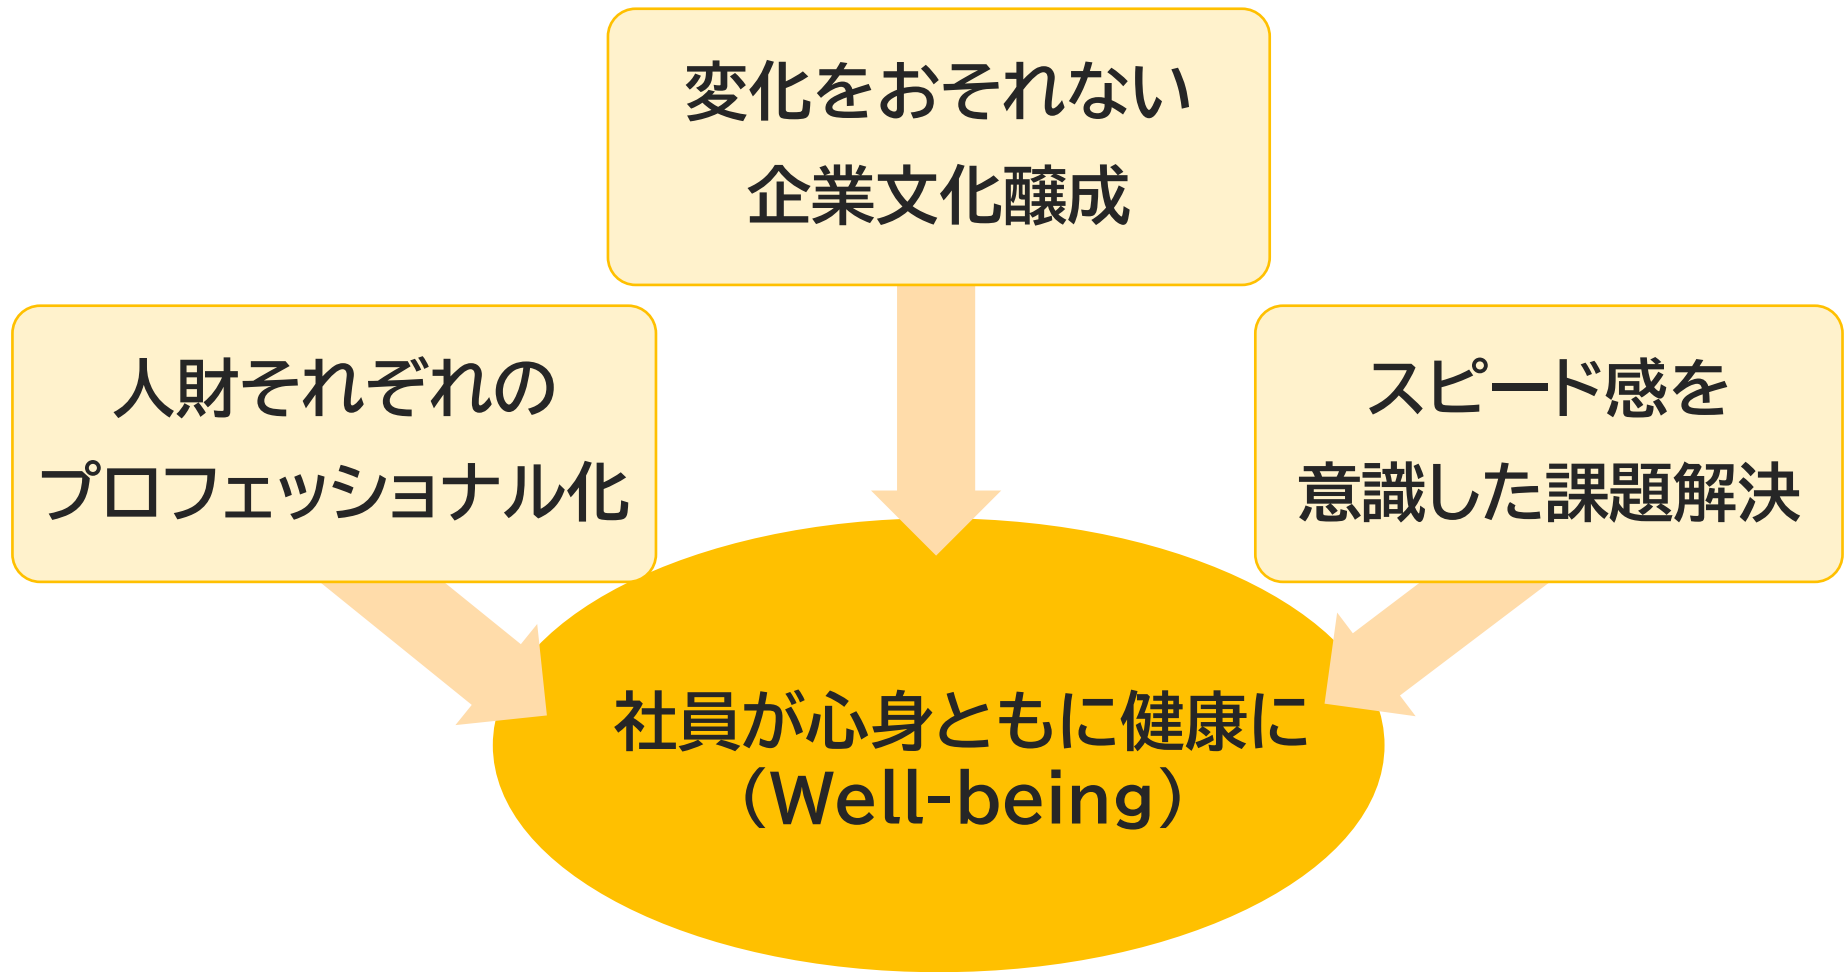 変化をおそれない
企業文化醸成
人財それぞれの
プロフェッショナル化
スピード感を
意識した課題解決
社員が心身ともに健康に
（Well-being）